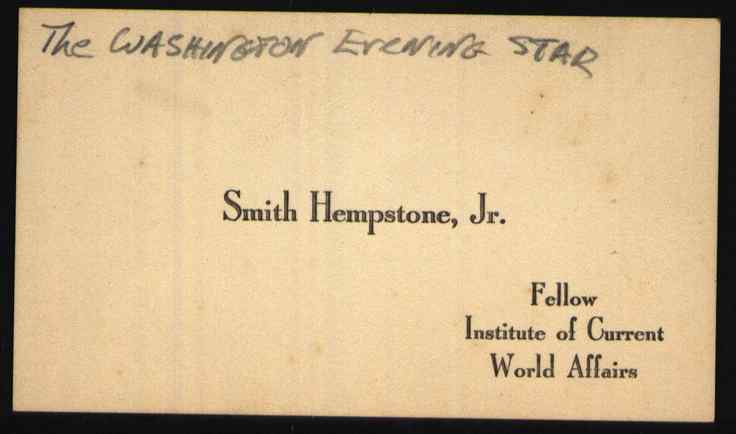 The WASHINGTON EVENING STAR
Smith Hempstone, Jr.
Fellow
Institute of Current
World Affairs